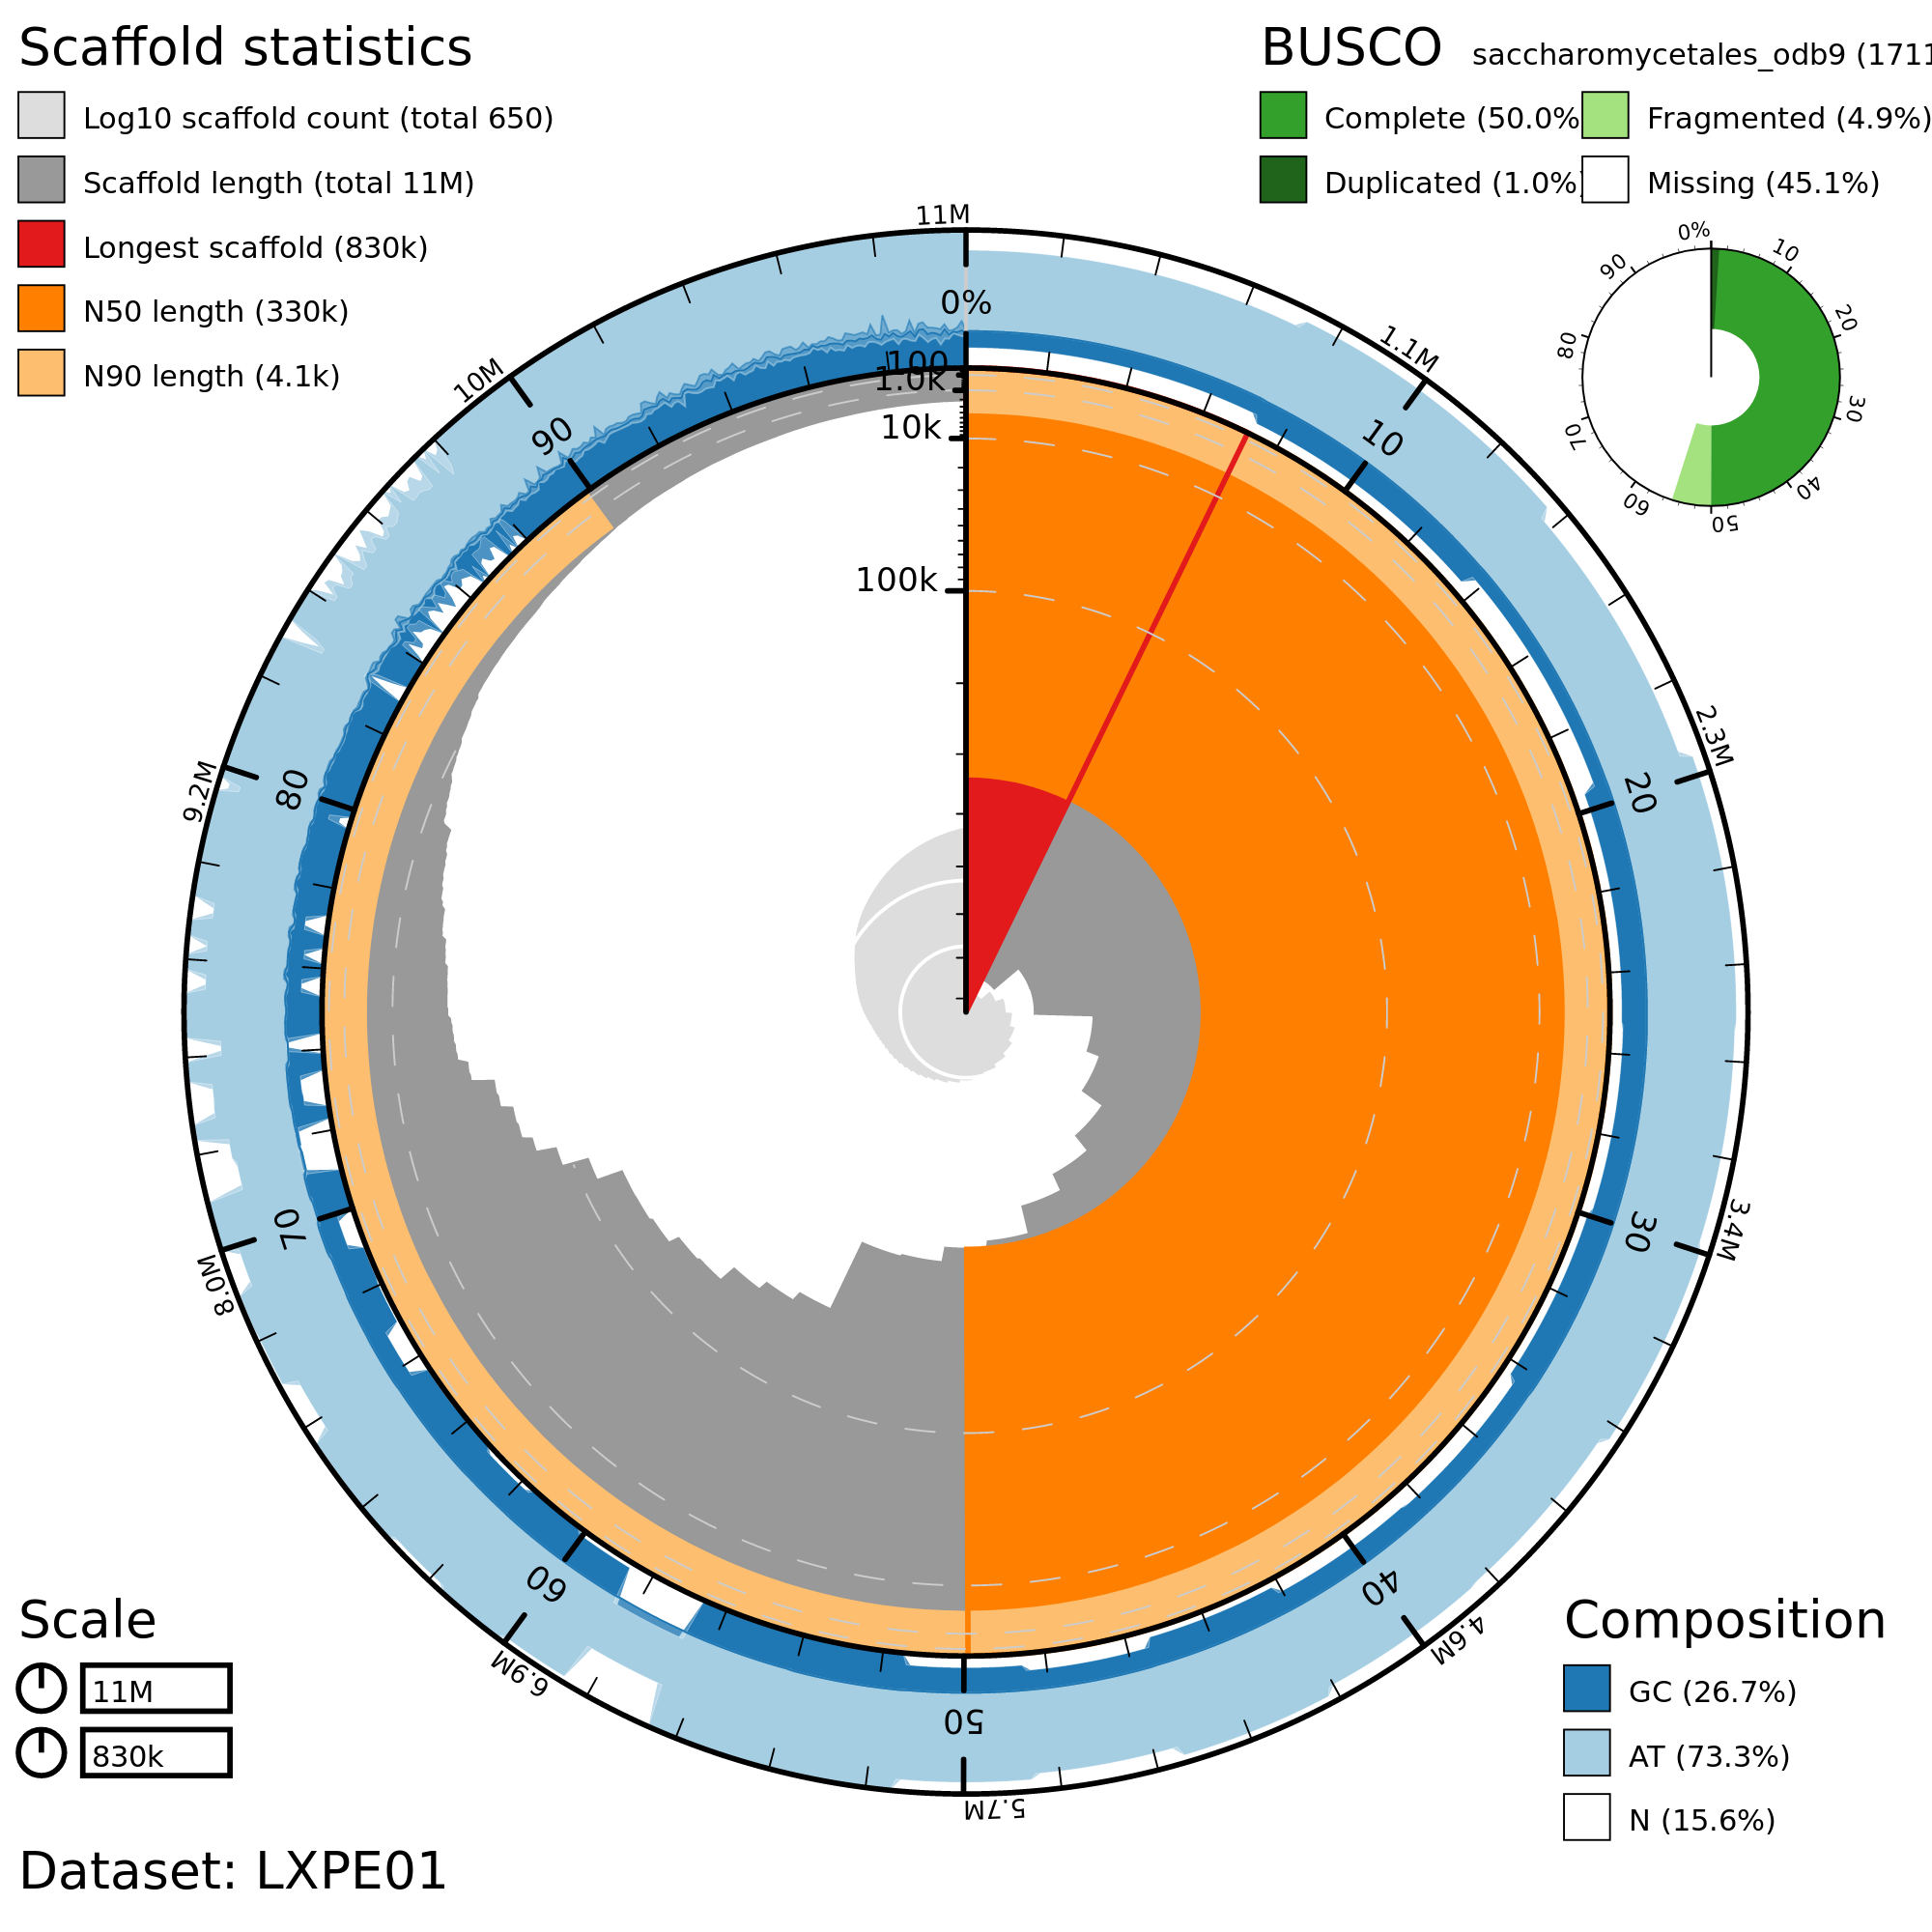 Scaffold statistics
Log10 scaffold count (total 650)
Scaffold length (total 11M)
Longest scaffold (830k)
N50 length (330k)
N90 length (4.1k)
BUSCO saccharomycetales_odb9 (1711
Complete (50.0% Fragmented (4.9%)
Duplicated (1.0%) Missing (45.1%)
0%
10
20
30
40
50
60
70
80
90
11M
1.1M
2.3M
3.4M
4.6M
5.7M
6.9M
8.0M
9.2M
10M
0%
10
20
30
40
50
60
70
80
90
100
1.0k
10k
100k
Scale
11M
830k
Composition
GC (26.7%)
AT (73.3%)
N (15.6%)
Dataset: LXPE01